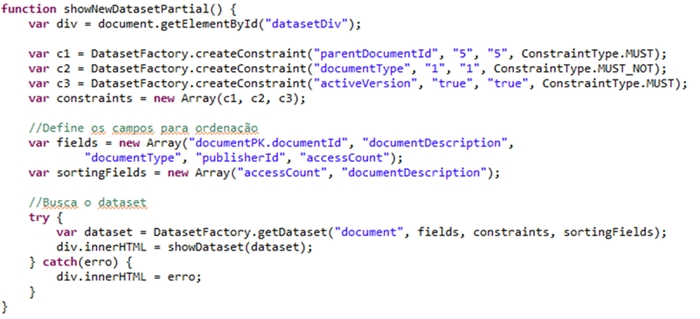 function showNewDatasetPartial() {
    var div = document.getElementById("datasetDiv");

    var c1 = DatasetFactory.createConstraint("parentDocumentId", "5", "5", ConstraintType.MUST);
    var c2 = DatasetFactory.createConstraint("documentType", "1", "1", ConstraintType.MUST_NOT);
    var c3 = DatasetFactory.createConstraint("activeVersion", "true", "true", ConstraintType.MUST);
    var constraints = new Array(c1, c2, c3);

    //Define os campos para ordenação
    var fields = new Array("documentPK.documentId", "documentDescription",
            "documentType", "publisherId", "accessCount");
    var sortingFields = new Array("accessCount", "documentDescription");

    //Busca o dataset
    try {
        var dataset = DatasetFactory.getDataset("document", fields, constraints, sortingFields);
        div.innerHTML = showDataset(dataset);
    } catch(erro) {
        div.innerHTML = erro;
    }
}